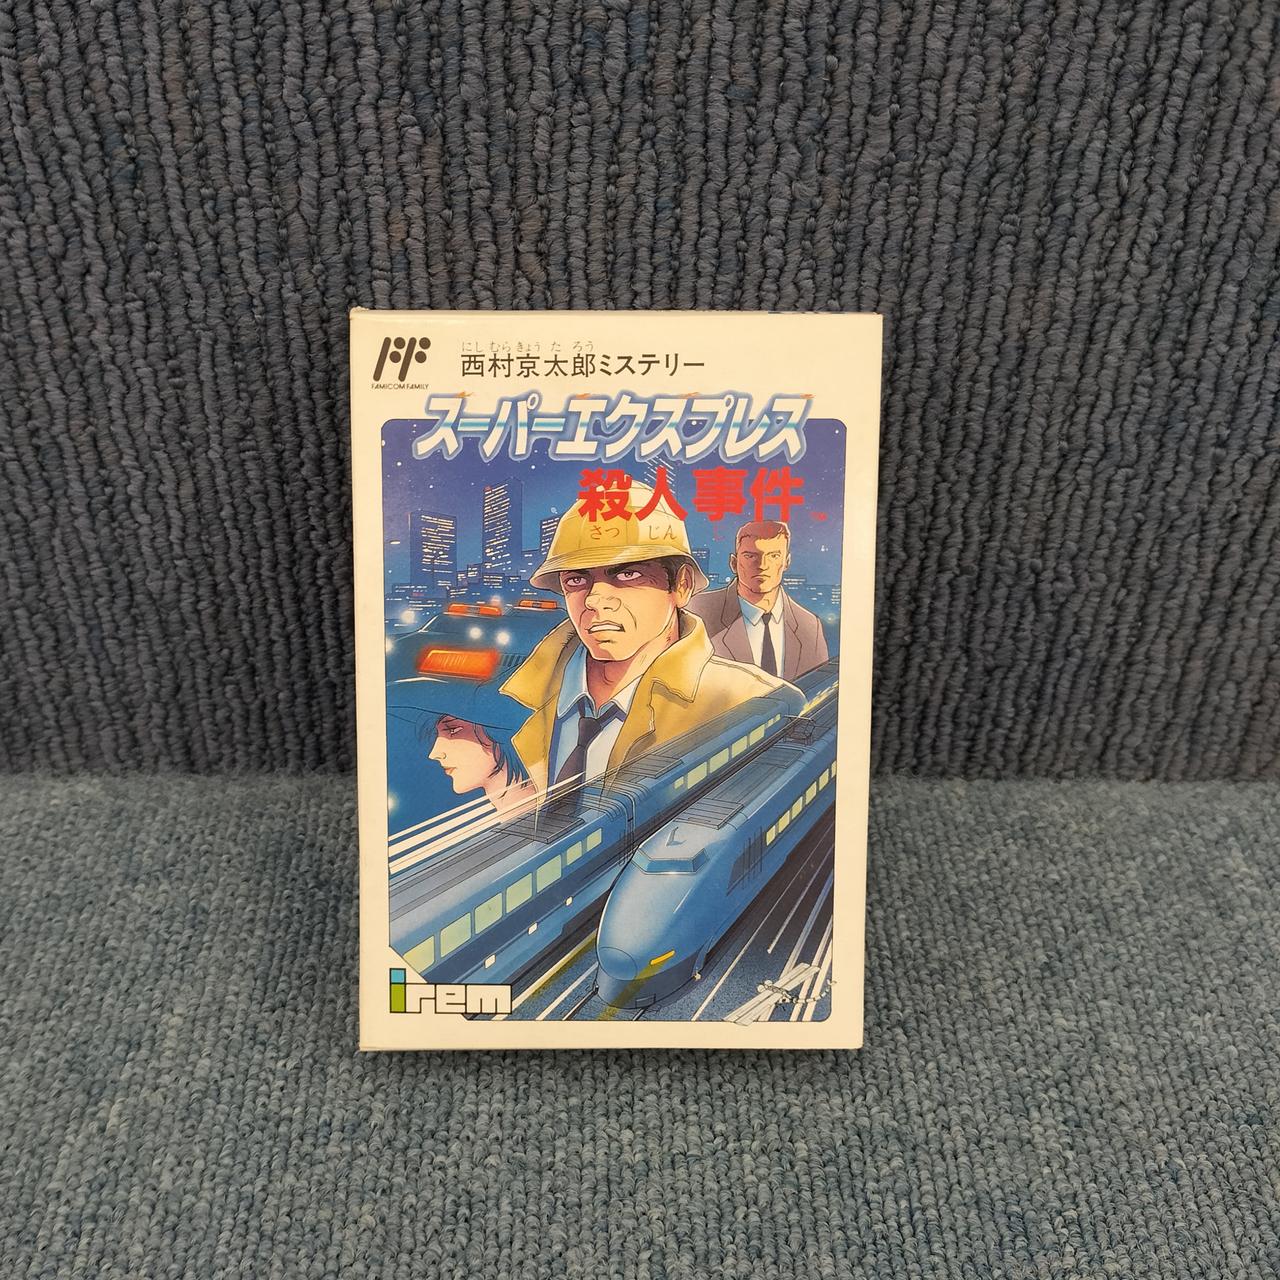 FAMICOM FAMILY
にしむらきょうたろう
西村京太郎ミステリー
スーパーエクスプレス
殺人事件
さつ じん じ
irem